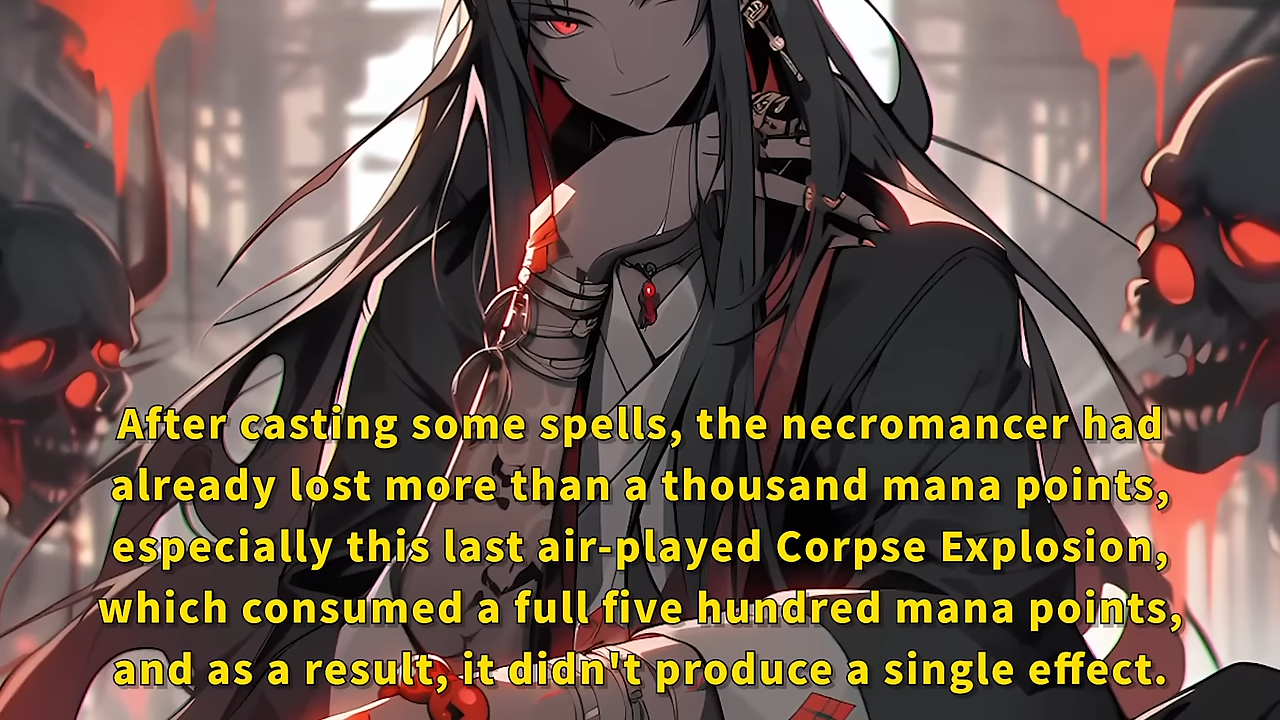 After casting some spells, the necromancer had
already lost more than a thousand mana points,
especially this last air-played Corpse Explosion,
which consumed a full five hundred mana points,
and as a result, it didn't produce a single effect.